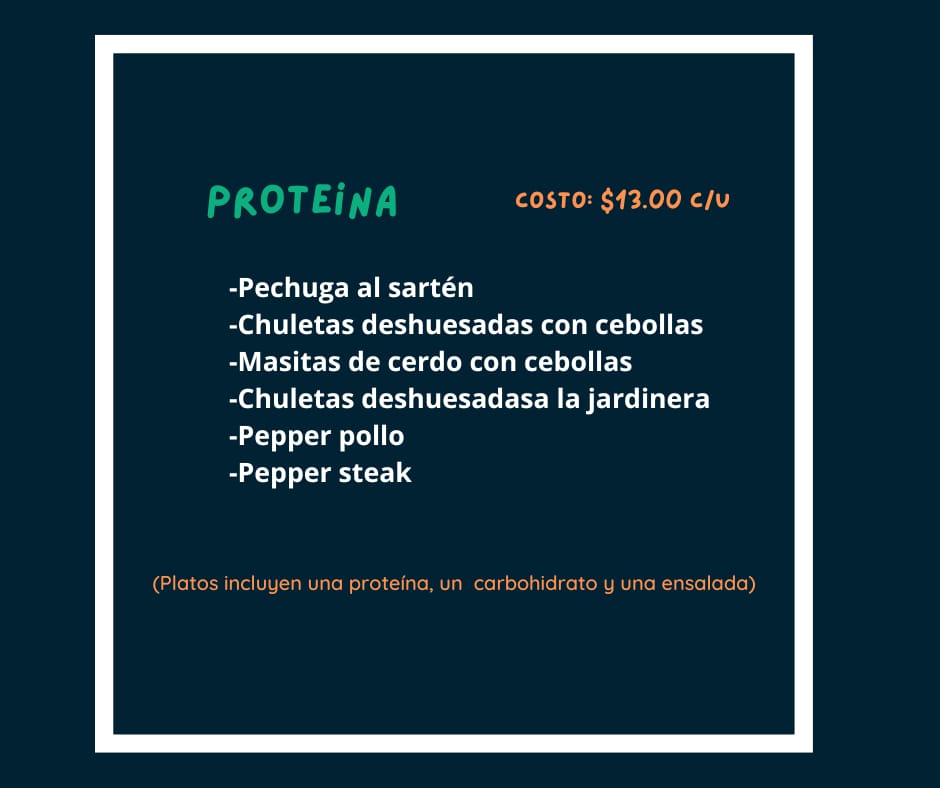 PROTEÍNA
COSTO: $13.00 C/U
-Pechuga al sartén
-Chuletas deshuesadas con cebollas
-Masitas de cerdo con cebollas
-Chuletas deshuesadasa la jardinera
-Pepper pollo
-Pepper steak
(Platos incluyen una proteína, un carbohidrato y una ensalada)